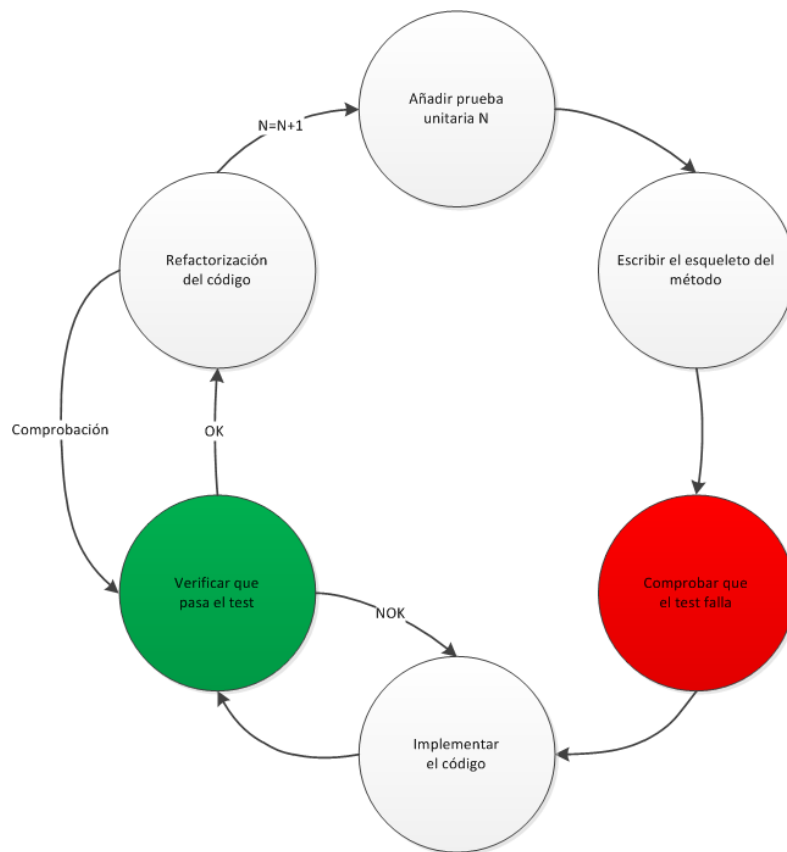 Añadir prueba
unitaria N
N=N+1
Refactorización
del código
Escribir el esqueleto del
método
Comprobación
OK
Verificar que
pasa el test
Comprobar que
el test falla
NOK
Implementar
el código